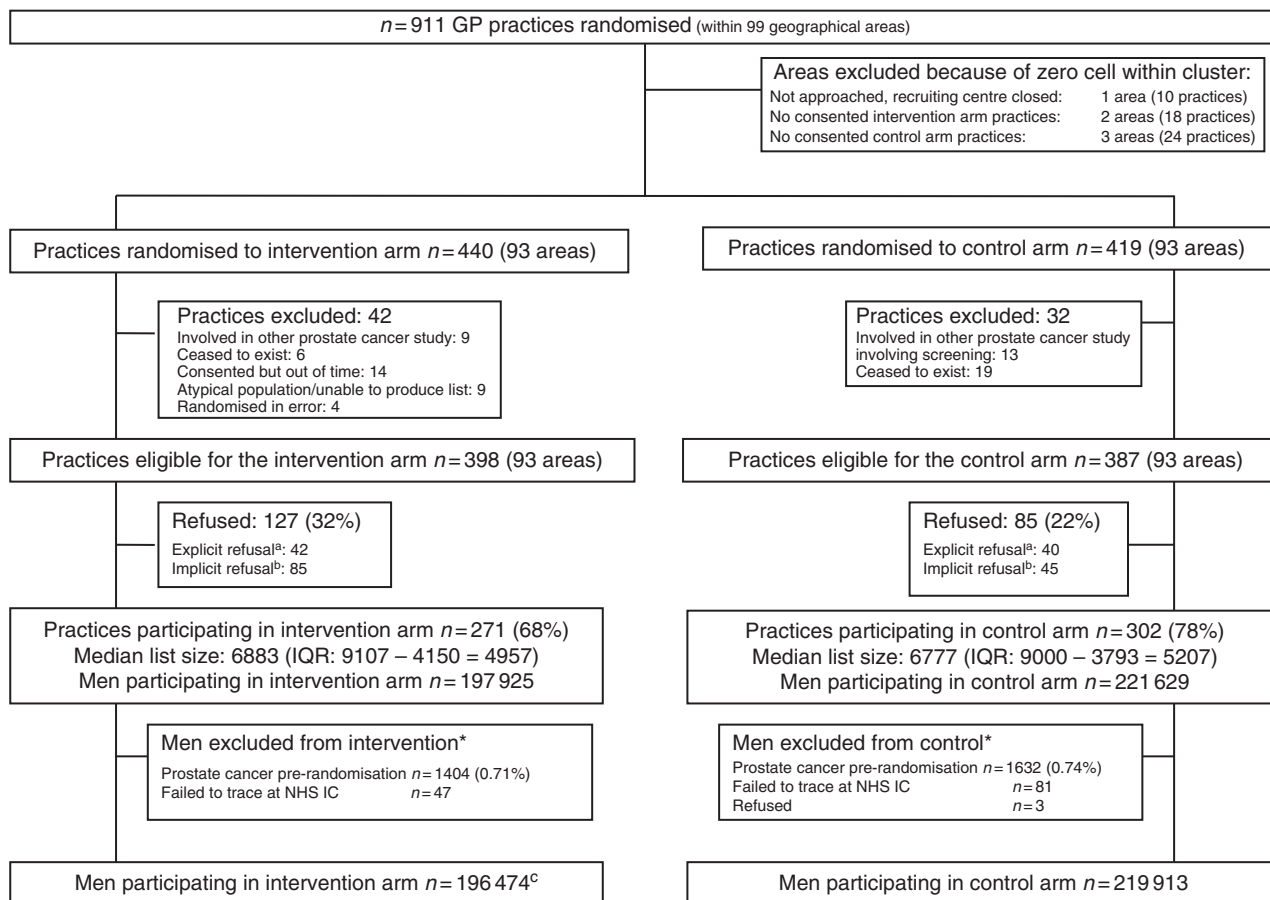 n=911 GP practices randomised (within 99 geographical areas)
Areas excluded because of zero cell within cluster:
Not approached, recruiting centre closed: 1 area (10 practices)
No consented intervention arm practices: 2 areas (18 practices)
No consented control arm practices: 3 areas (24 practices)
Practices randomised to intervention arm n=440 (93 areas)
Practices randomised to control arm n=419 (93 areas)
Practices excluded: 42
Involved in other prostate cancer study: 9
Ceased to exist: 6
Consented but out of time: 14
Atypical population/unable to produce list: 9
Randomised in error: 4
Practices excluded: 32
Involved in other prostate cancer study
involving screening: 13
Ceased to exist: 19
Practices eligible for the intervention arm n=398 (93 areas)
Practices eligible for the control arm n=387 (93 areas)
Refused: 127 (32%)
Explicit refusalᵃ: 42
Implicit refusalᵇ: 85
Refused: 85 (22%)
Explicit refusalᵃ: 40
Implicit refusalᵇ: 45
Practices participating in intervention arm n=271 (68%)
Median list size: 6883 (IQR: 9107 – 4150 = 4957)
Men participating in intervention arm n=197 925
Practices participating in control arm n=302 (78%)
Median list size: 6777 (IQR: 9000 – 3793 = 5207)
Men participating in control arm n=221 629
Men excluded from intervention*
Prostate cancer pre-randomisation n=1404 (0.71%)
Failed to trace at NHS IC n=47
Men excluded from control*
Prostate cancer pre-randomisation n=1632 (0.74%)
Failed to trace at NHS IC n=81
Refused n=3
Men participating in intervention arm n=196 474ᶜ
Men participating in control arm n=219 913